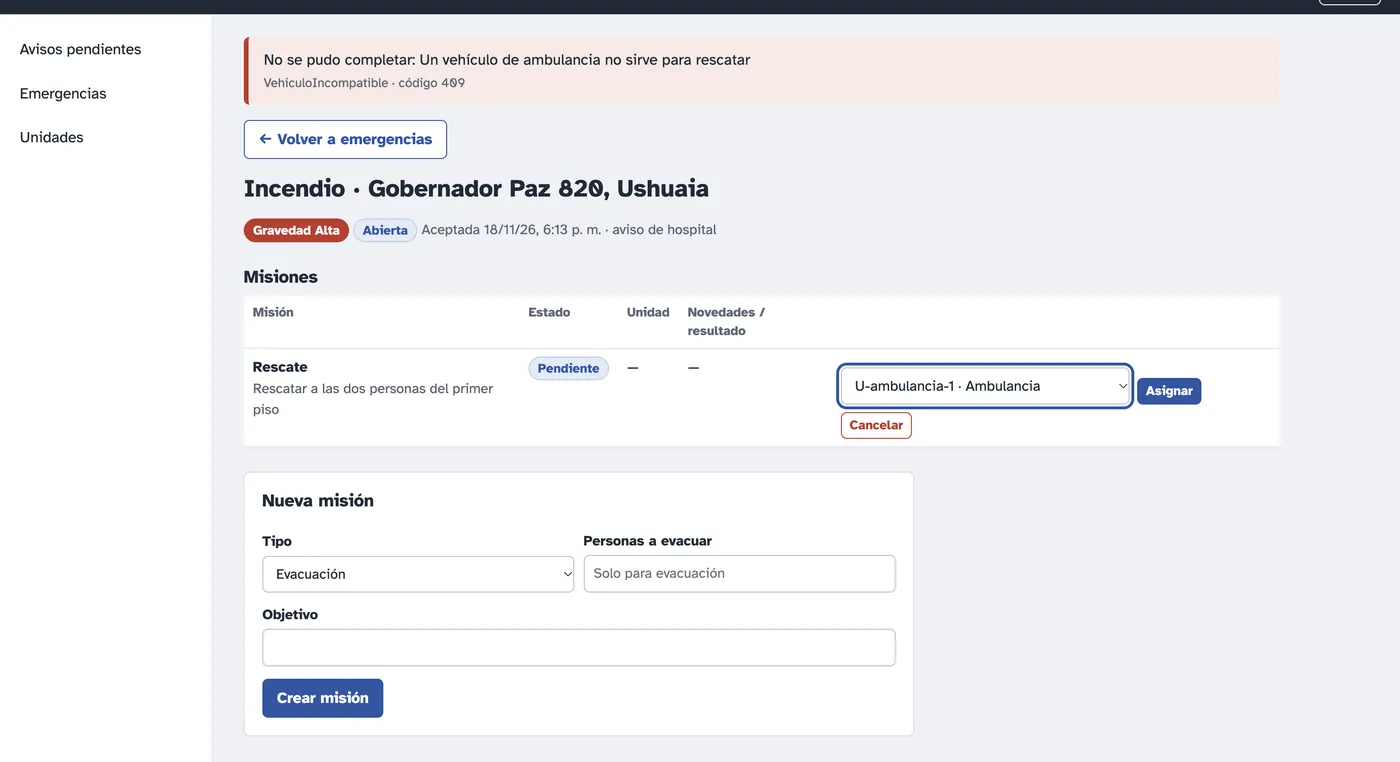 Avisos pendientes
Emergencias
Unidades
No se pudo completar: Un vehículo de ambulancia no sirve para rescatar
VehiculoIncompatible · código 409
← Volver a emergencias
Incendio · Gobernador Paz 820, Ushuaia
Gravedad Alta Abierta Aceptada 18/11/26, 6:13 p. m. · aviso de hospital
Misiones
Misión Estado Unidad Novedades / resultado
Rescate Pendiente — —
Rescatar a las dos personas del primer
piso
U-ambulancia-1 · Ambulancia Asignar
Cancelar
Nueva misión
Tipo Personas a evacuar
Evacuación Solo para evacuación
Objetivo
Crear misión